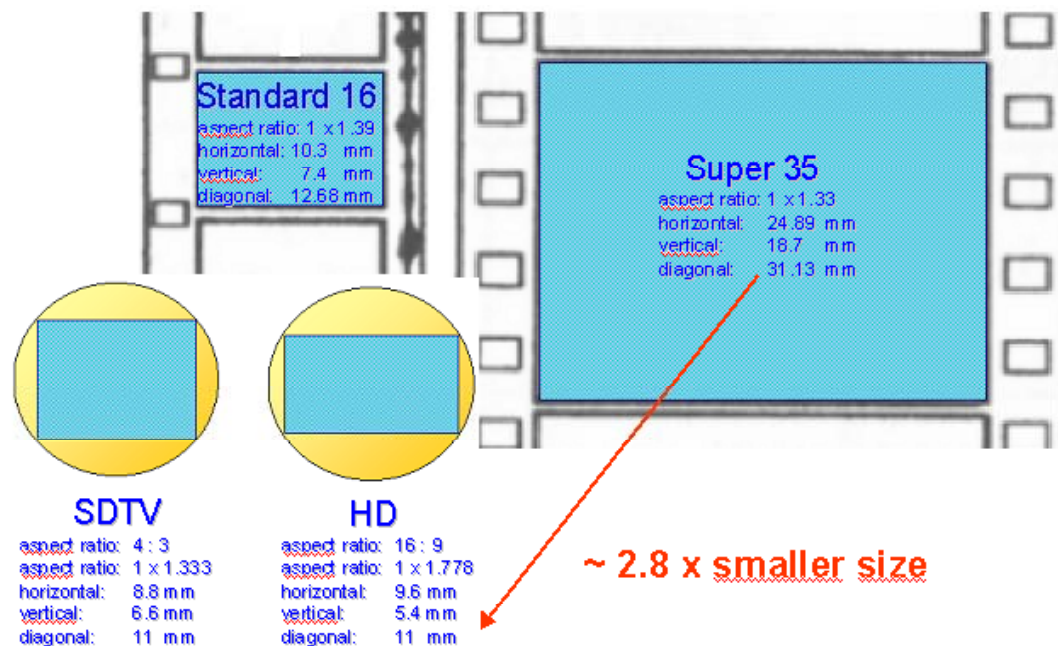 Standard 16
aspect ratio: 1 x 1.39
horizontal: 10.3 mm
vertical: 7.4 mm
diagonal: 12.68 mm
Super 35
aspect ratio: 1 x 1.33
horizontal: 24.89 mm
vertical: 18.7 mm
diagonal: 31.13 mm
SDTV
aspect ratio: 4 : 3
aspect ratio: 1 x 1.333
horizontal: 8.8 mm
vertical: 6.6 mm
diagonal: 11 mm
HD
aspect ratio: 16 : 9
aspect ratio: 1 x 1.778
horizontal: 9.6 mm
vertical: 5.4 mm
diagonal: 11 mm
~ 2.8 x smaller size